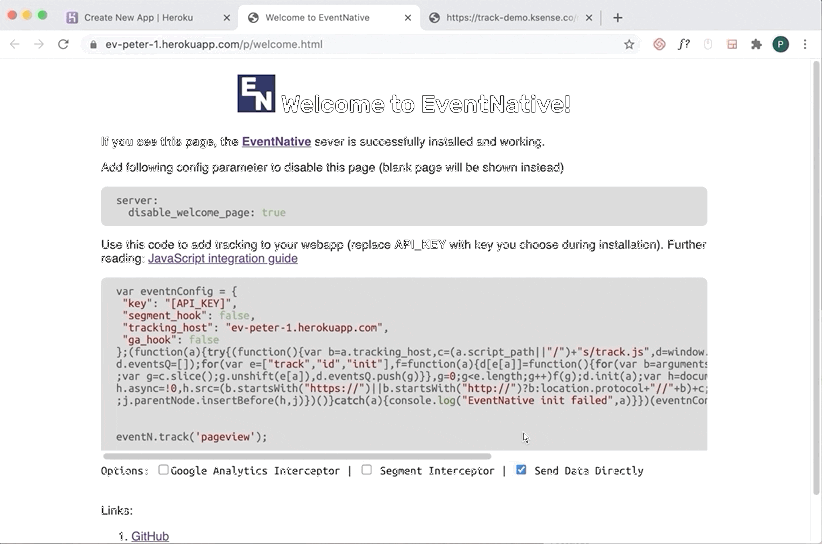 Create New App | Heroku
Welcome to EventNative
https://track-demo.ksense.co/
ev-peter-1.herokuapp.com/p/welcome.html
f?
P
EN Welcome to EventNative!
If you see this page, the EventNative sever is successfully installed and working.
Add following config parameter to disable this page (blank page will be shown instead)
server:
disable_welcome_page: true
Use this code to add tracking to your webapp (replace API_KEY with key you choose during installation). Further
reading: JavaScript integration guide
var eventnConfig = {
"key": "[API_KEY]",
"segment_hook": false,
"tracking_host": "ev-peter-1.herokuapp.com",
"ga_hook": false
};(function(a){try{(function(){var b=a.tracking_host,c=(a.script_path||"/")+"s/track.js",d=window.
d.eventsQ=[]);for(var e=["track","id","init"],f=function(a){d[e[a]]=function(){for(var b=arguments
;var g=c.slice();g.unshift(e[a]),d.eventsQ.push(g)}},g=0;g<e.length;g++)f(g);d.init(a);var h=docum
h.async=!0,h.src=(b.startsWith("https://")||b.startsWith("http://")?b:location.protocol+"//"+b)+c;
;j.parentNode.insertBefore(h,j)})()}catch(a){console.log("EventNative init failed",a)}})(eventnCon
eventN.track('pageview');
Options: Google Analytics Interceptor | Segment Interceptor | Send Data Directly
Links:
1. GitHub